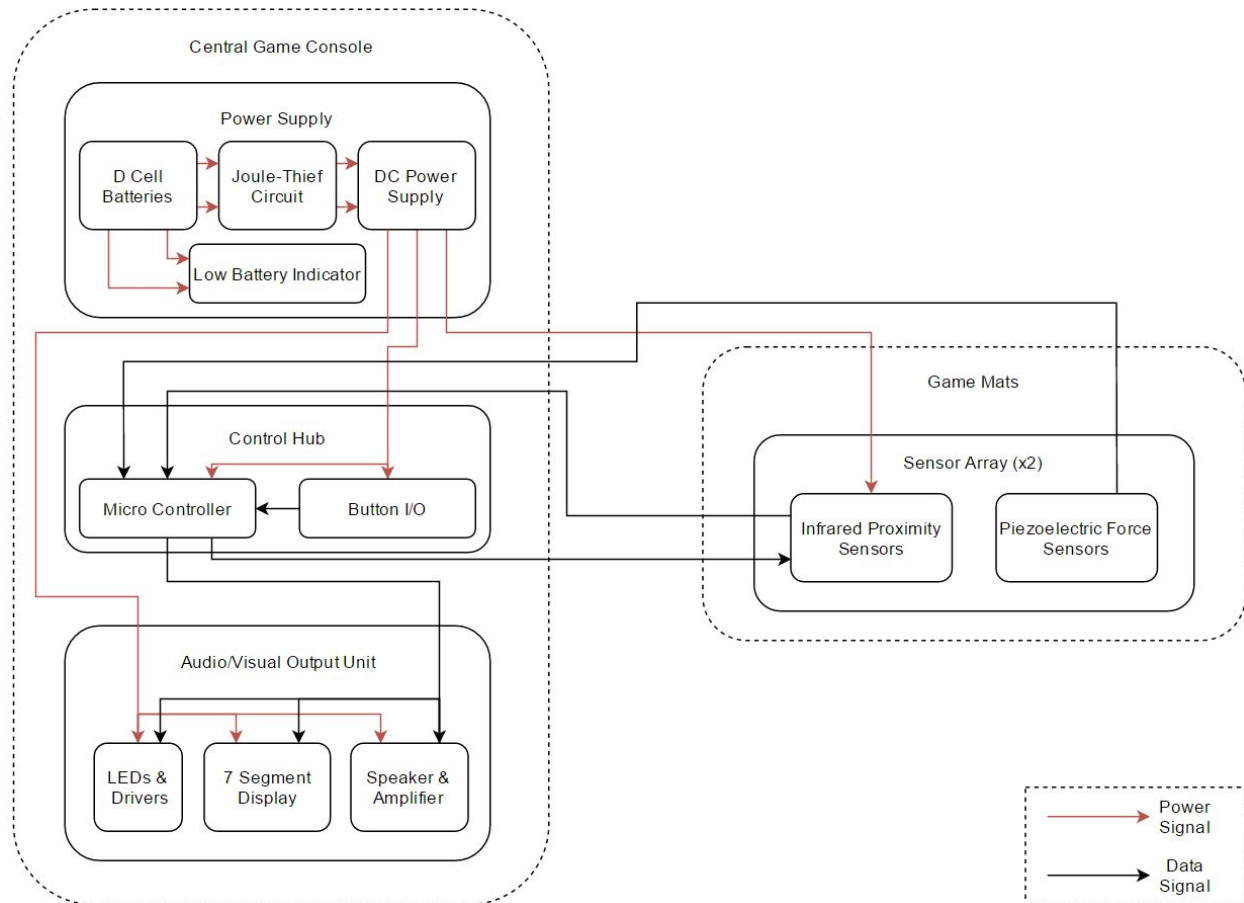 Central Game Console
Power Supply
D Cell
Batteries
Joule-Thief
Circuit
DC Power
Supply
Low Battery Indicator
Game Mats
Control Hub
Sensor Array (x2)
Micro Controller
Button I/O
Infrared Proximity
Sensors
Piezoelectric Force
Sensors
Audio/Visual Output Unit
LEDs &
Drivers
7 Segment
Display
Speaker &
Amplifier
Power
Signal
Data
Signal